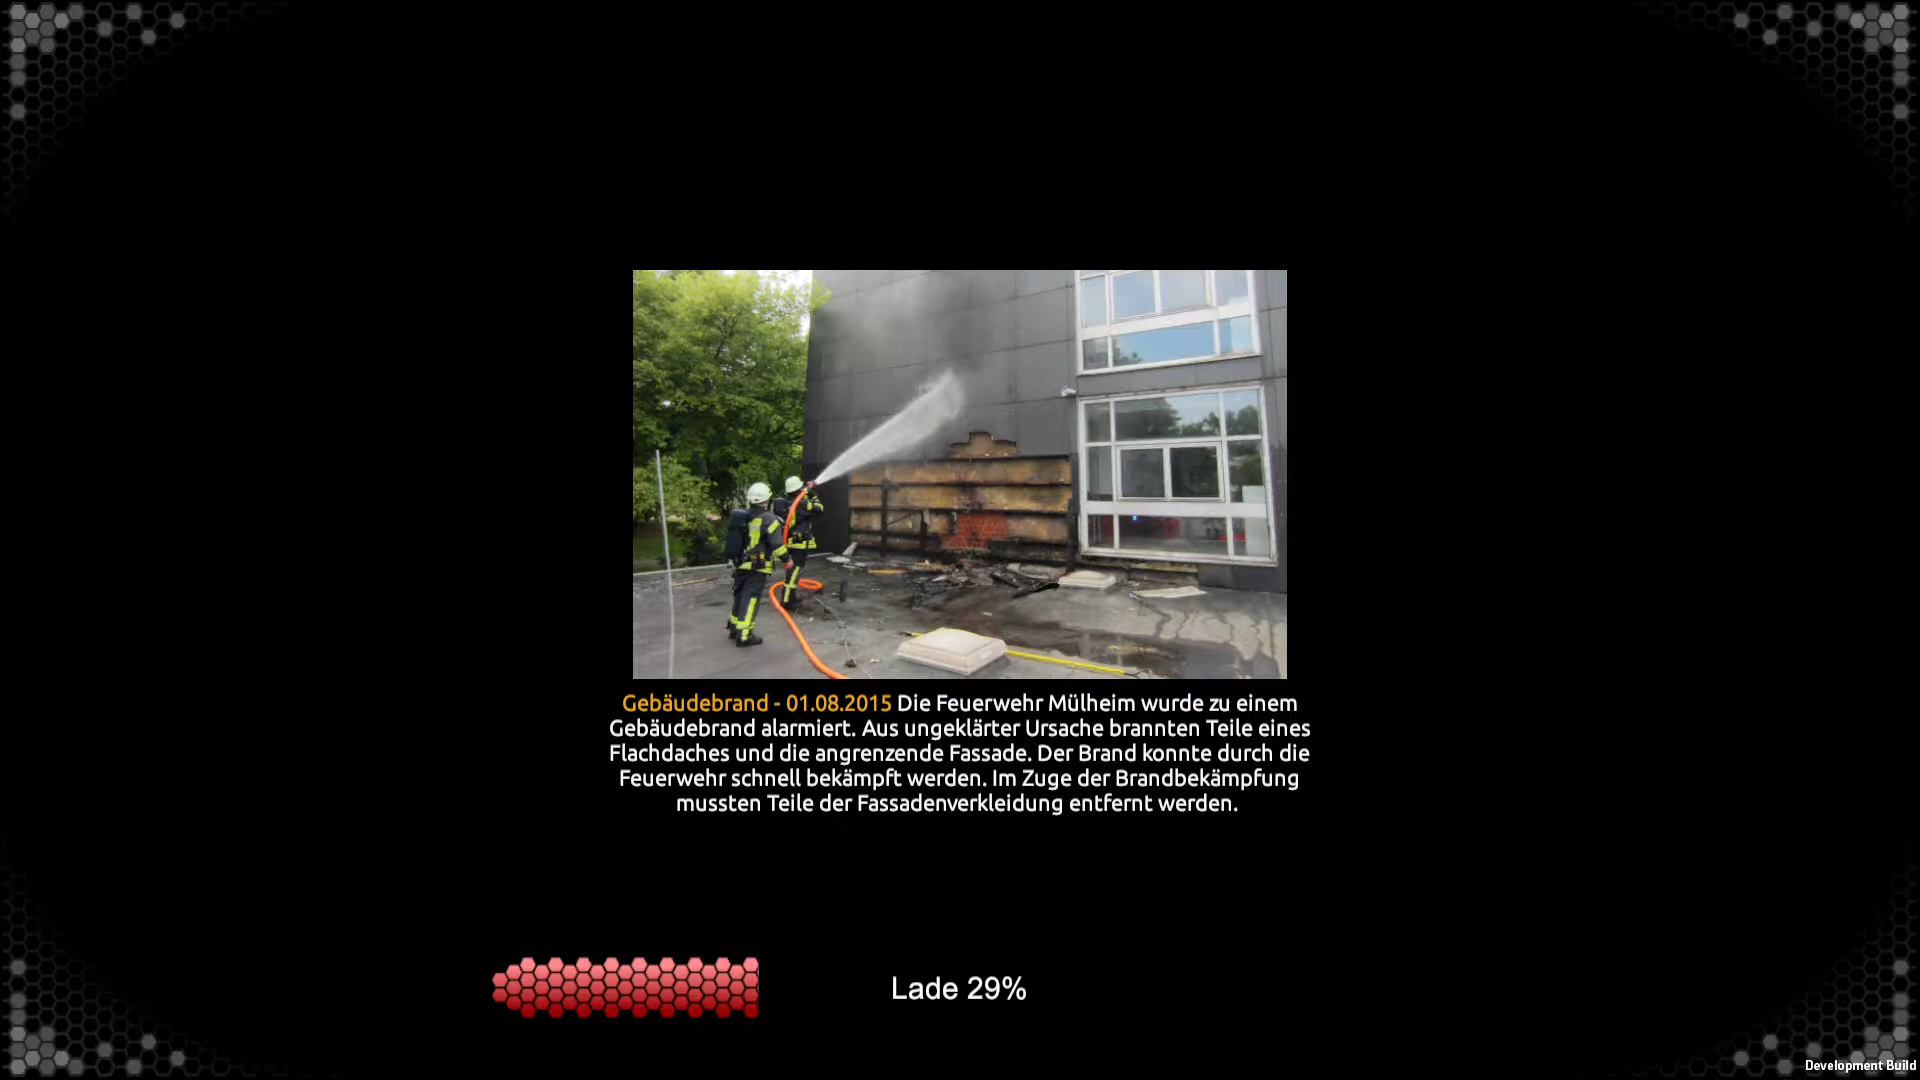 Gebäudebrand - 01.08.2015 Die Feuerwehr Mülheim wurde zu einem
Gebäudebrand alarmiert. Aus ungeklärter Ursache brannten Teile eines
Flachdaches und die angrenzende Fassade. Der Brand konnte durch die
Feuerwehr schnell bekämpft werden. Im Zuge der Brandbekämpfung
mussten Teile der Fassadenverkleidung entfernt werden.
Lade 29%
Development Build